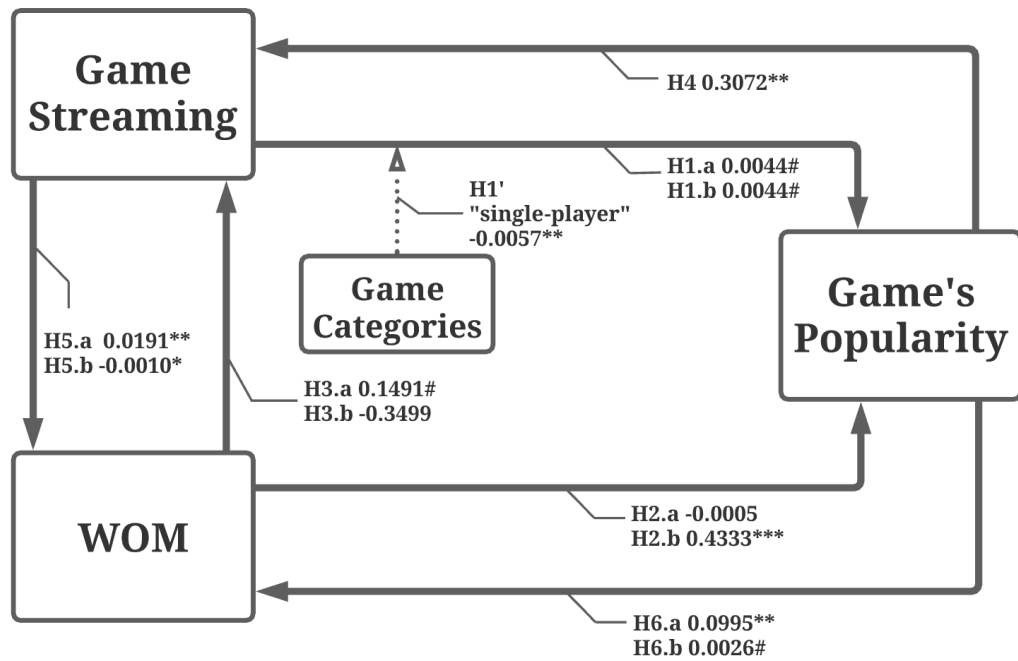 Game
Streaming
H4 0.3072**
H1.a 0.0044#
H1.b 0.0044#
H1'
"single-player"
-0.0057**
Game
Categories
Game's
Popularity
H5.a  0.0191**
H5.b -0.0010*
H3.a 0.1491#
H3.b -0.3499
WOM
H2.a -0.0005
H2.b 0.4333***
H6.a 0.0995**
H6.b 0.0026#